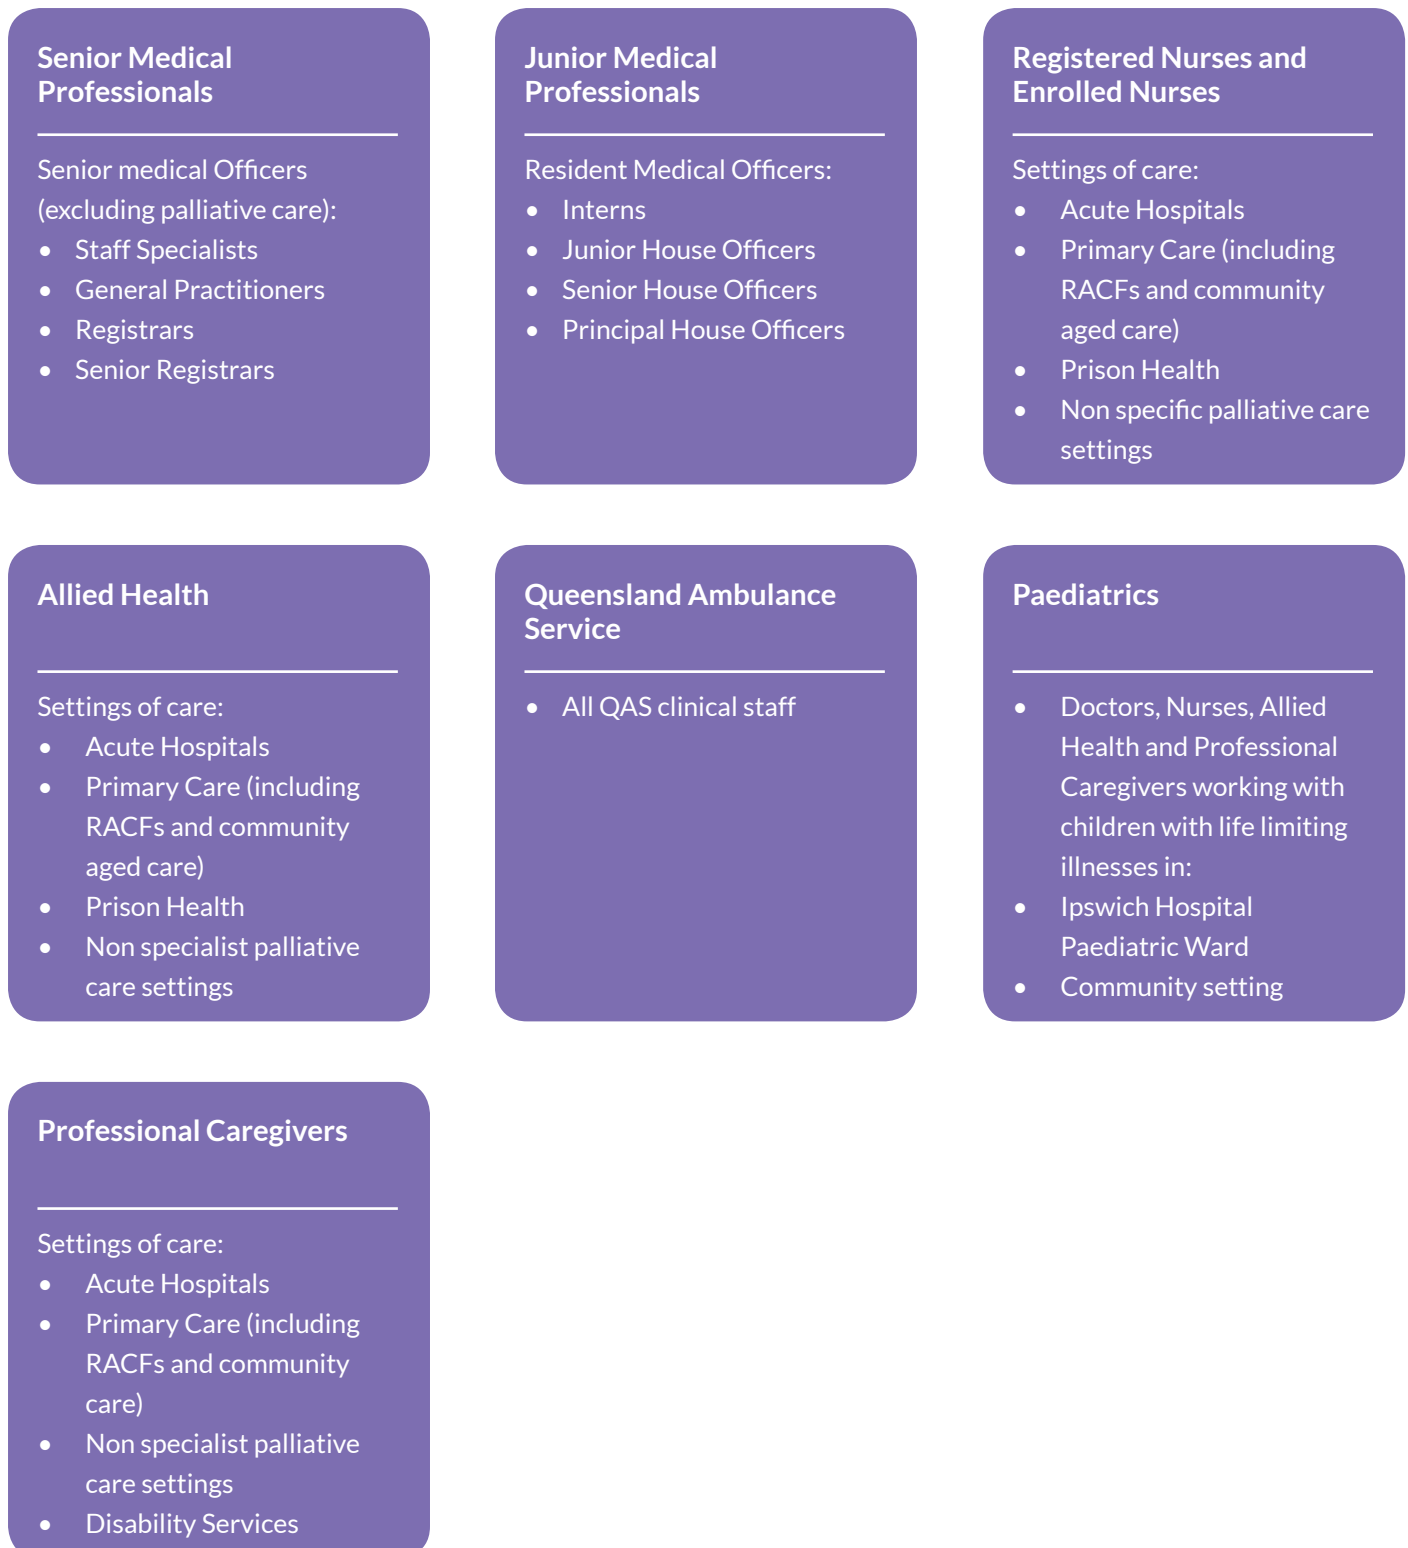 Senior Medical
Professionals
Senior medical Officers
(excluding palliative care):
• Staff Specialists
• General Practitioners
• Registrars
• Senior Registrars
Junior Medical
Professionals
Resident Medical Officers:
• Interns
• Junior House Officers
• Senior House Officers
• Principal House Officers
Registered Nurses and
Enrolled Nurses
Settings of care:
• Acute Hospitals
• Primary Care (including
RACFs and community
aged care)
• Prison Health
• Non specific palliative care
settings
Allied Health
Settings of care:
• Acute Hospitals
• Primary Care (including
RACFs and community
aged care)
• Prison Health
• Non specialist palliative
care settings
Queensland Ambulance
Service
• All QAS clinical staff
Paediatrics
• Doctors, Nurses, Allied
Health and Professional
Caregivers working with
children with life limiting
illnesses in:
• Ipswich Hospital
Paediatric Ward
• Community setting
Professional Caregivers
Settings of care:
• Acute Hospitals
• Primary Care (including
RACFs and community
care)
• Non specialist palliative
care settings
• Disability Services